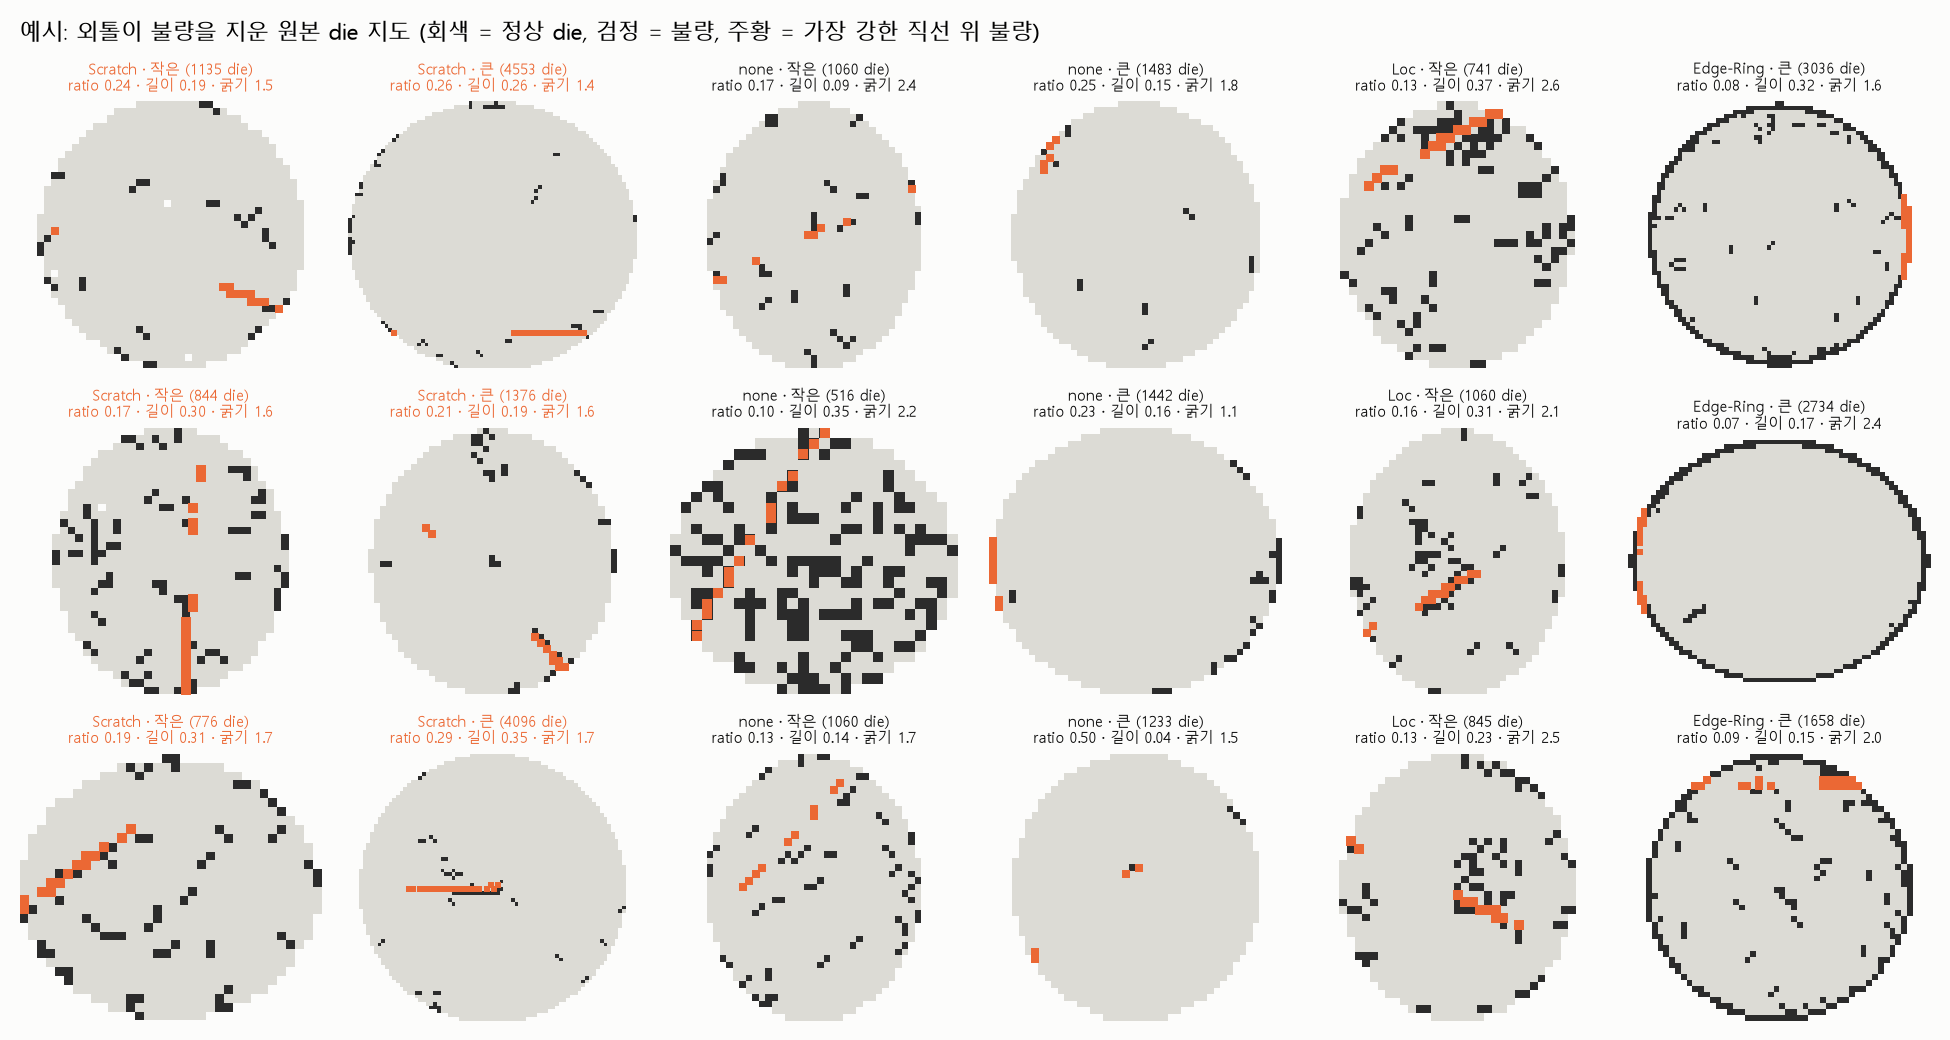 예시: 외톨이 불량을 지운 원본 die 지도 (회색 = 정상 die, 검정 = 불량, 주황 = 가장 강한 직선 위 불량)
Scratch · 작은 (1135 die)
ratio 0.24 · 길이 0.19 · 굵기 1.5
Scratch · 큰 (4553 die)
ratio 0.26 · 길이 0.26 · 굵기 1.4
none · 작은 (1060 die)
ratio 0.17 · 길이 0.09 · 굵기 2.4
none · 큰 (1483 die)
ratio 0.25 · 길이 0.15 · 굵기 1.8
Loc · 작은 (741 die)
ratio 0.13 · 길이 0.37 · 굵기 2.6
Edge-Ring · 큰 (3036 die)
ratio 0.08 · 길이 0.32 · 굵기 1.6
Scratch · 작은 (844 die)
ratio 0.17 · 길이 0.30 · 굵기 1.6
Scratch · 큰 (1376 die)
ratio 0.21 · 길이 0.19 · 굵기 1.6
none · 작은 (516 die)
ratio 0.10 · 길이 0.35 · 굵기 2.2
none · 큰 (1442 die)
ratio 0.23 · 길이 0.16 · 굵기 1.1
Loc · 작은 (1060 die)
ratio 0.16 · 길이 0.31 · 굵기 2.1
Edge-Ring · 큰 (2734 die)
ratio 0.07 · 길이 0.17 · 굵기 2.4
Scratch · 작은 (776 die)
ratio 0.19 · 길이 0.31 · 굵기 1.7
Scratch · 큰 (4096 die)
ratio 0.29 · 길이 0.35 · 굵기 1.7
none · 작은 (1060 die)
ratio 0.13 · 길이 0.14 · 굵기 1.7
none · 큰 (1233 die)
ratio 0.50 · 길이 0.04 · 굵기 1.5
Loc · 작은 (845 die)
ratio 0.13 · 길이 0.23 · 굵기 2.5
Edge-Ring · 큰 (1658 die)
ratio 0.09 · 길이 0.15 · 굵기 2.0